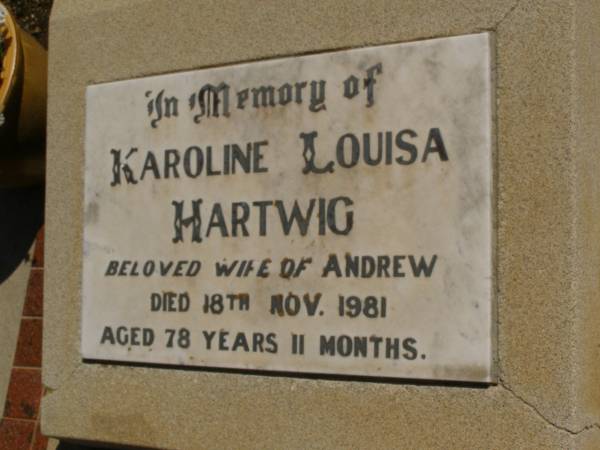 In Memory of
KAROLINE LOUISA
HARTWIG
BELOVED WIFE OF ANDREW
DIED 18TH NOV. 1981
AGED 78 YEARS 11 MONTHS.